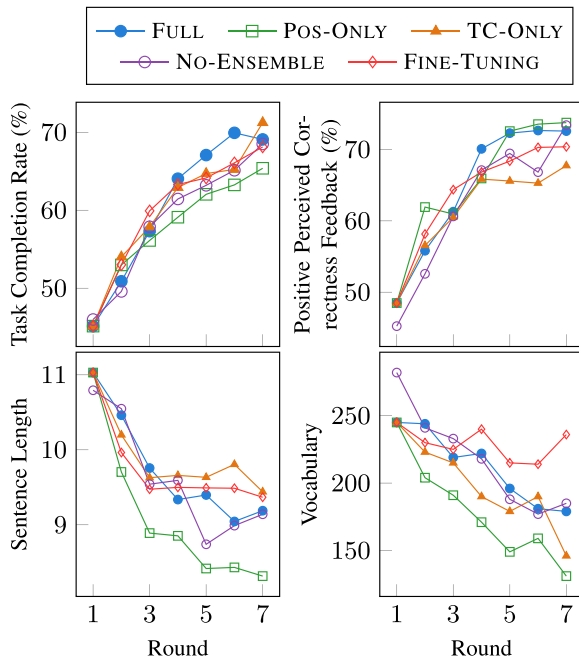 FULL POS-ONLY TC-ONLY
NO-ENSEMBLE FINE-TUNING
Task Completion Rate (%)
70
60
50
Positive Perceived Cor-
rectness Feedback (%)
70
60
50
Sentence Length
11
10
9
1 3 5 7
Round
Vocabulary
250
200
150
1 3 5 7
Round